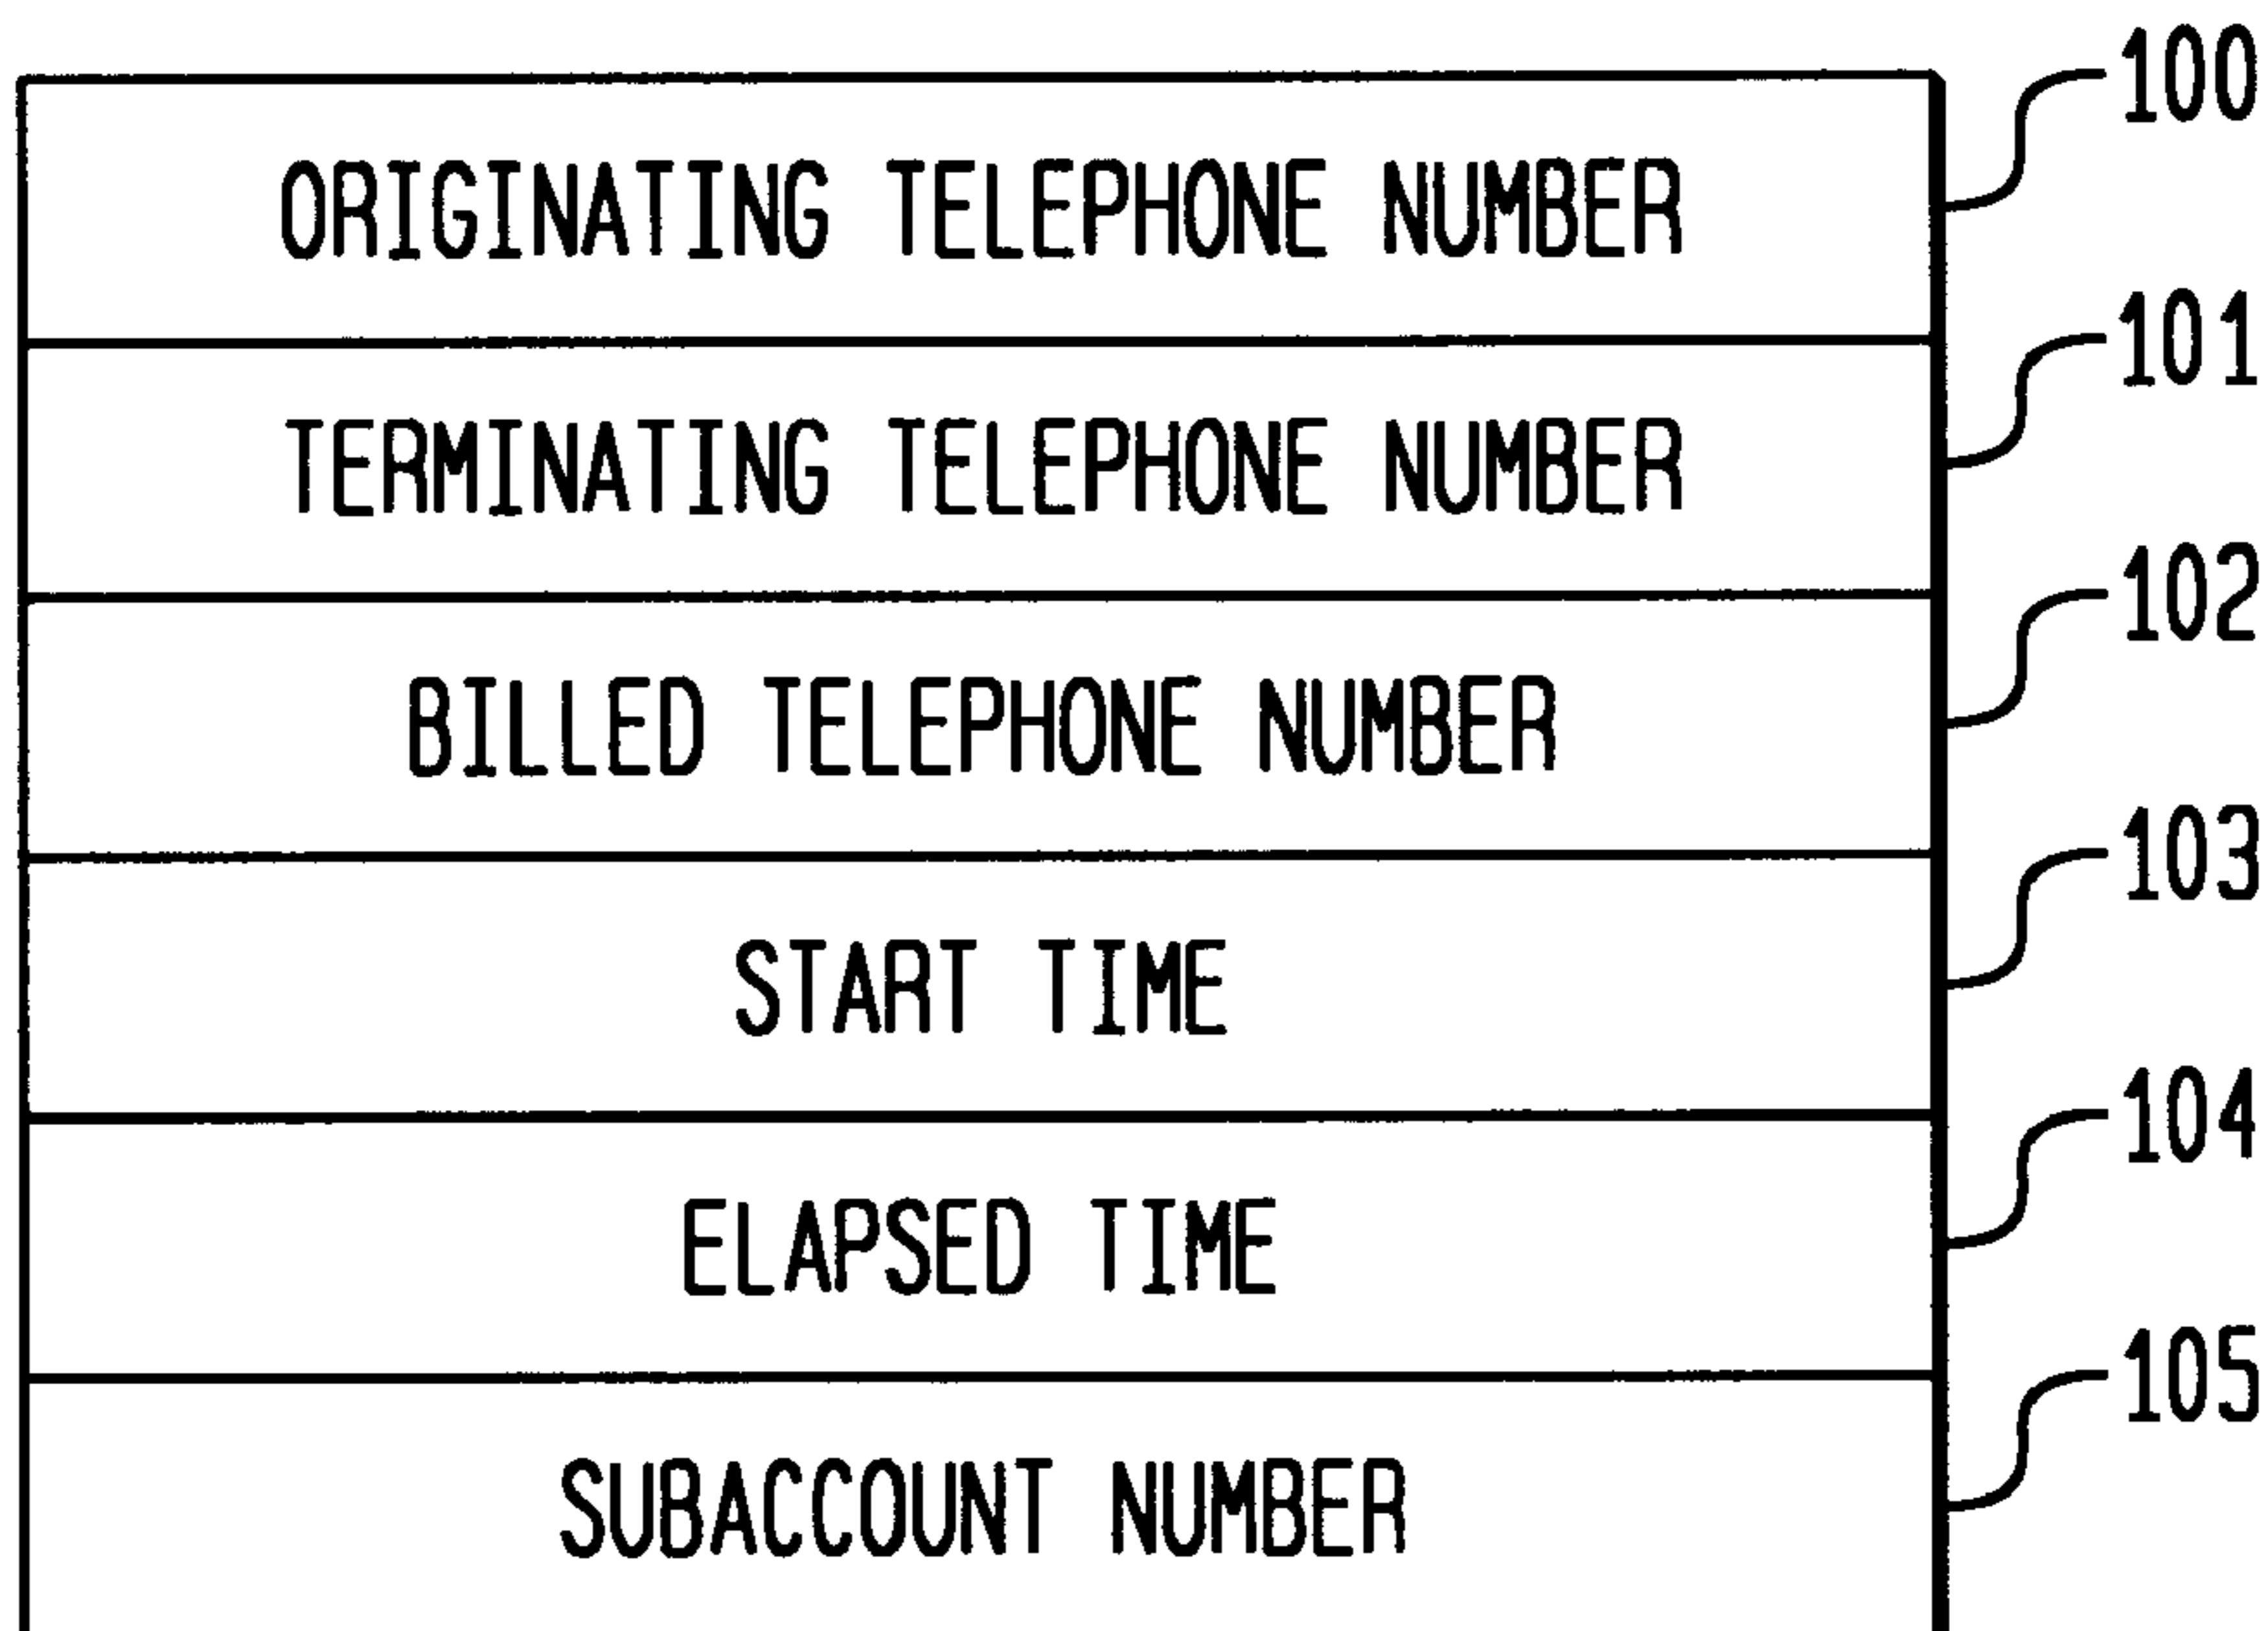 100
ORIGINATING TELEPHONE NUMBER
101
TERMINATING TELEPHONE NUMBER
102
BILLED TELEPHONE NUMBER
103
START TIME
104
ELAPSED TIME
105
SUBACCOUNT NUMBER